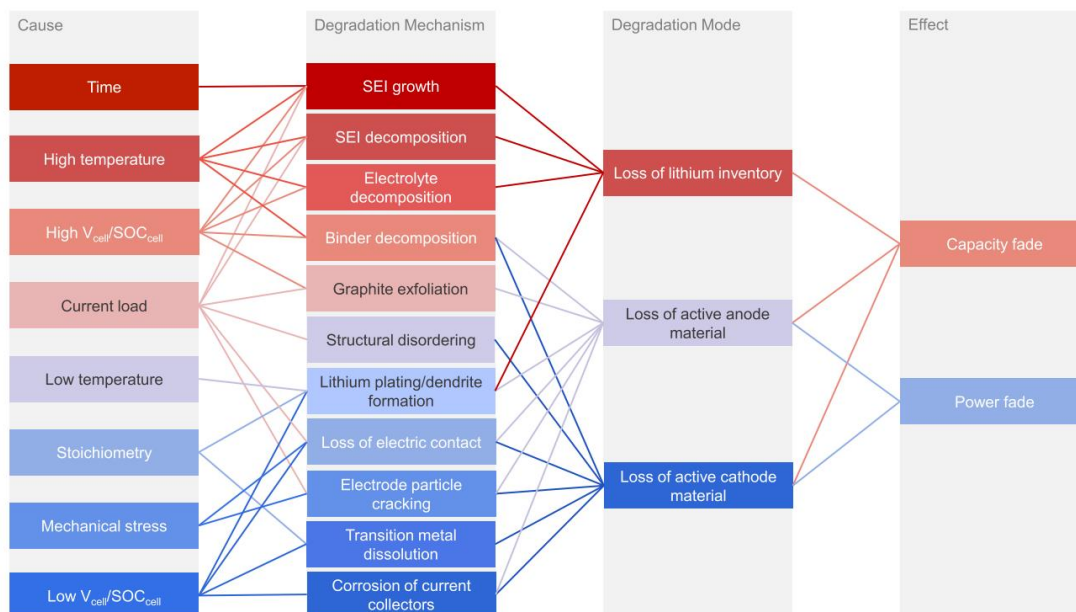 Cause
Time
High temperature
High Vcell/SOCcell
Current load
Low temperature
Stoichiometry
Mechanical stress
Low Vcell/SOCcell
Degradation Mechanism
SEI growth
SEI decomposition
Electrolyte
decomposition
Binder decomposition
Graphite exfoliation
Structural disordering
Lithium plating/dendrite
formation
Loss of electric contact
Electrode particle
cracking
Transition metal
dissolution
Corrosion of current
collectors
Degradation Mode
Loss of lithium inventory
Loss of active anode
material
Loss of active cathode
material
Effect
Capacity fade
Power fade